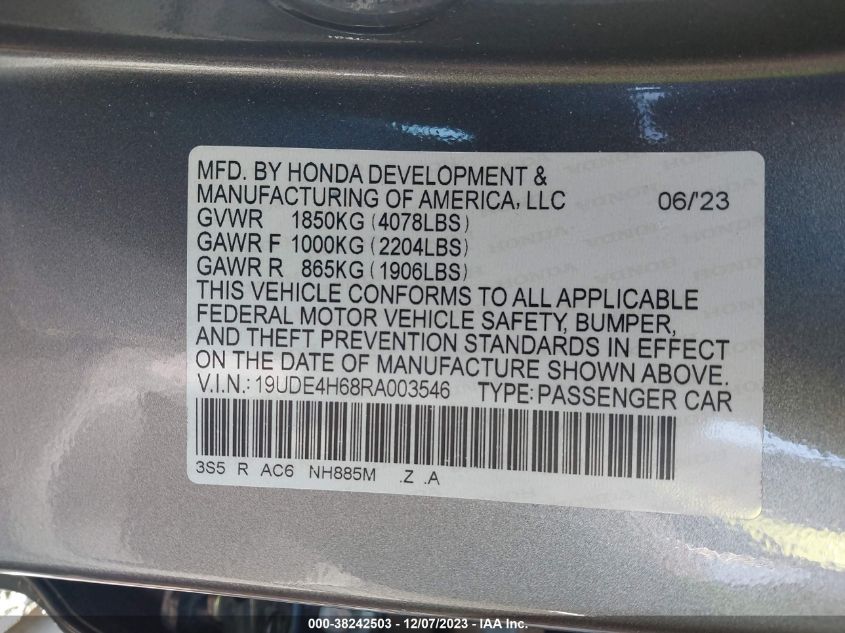 MFD. BY HONDA DEVELOPMENT &
MANUFACTURING OF AMERICA, LLC 06/'23
GVWR 1850KG (4078LBS)
GAWR F 1000KG (2204LBS)
GAWR R 865KG (1906LBS)
THIS VEHICLE CONFORMS TO ALL APPLICABLE
FEDERAL MOTOR VEHICLE SAFETY, BUMPER,
AND THEFT PREVENTION STANDARDS IN EFFECT
ON THE DATE OF MANUFACTURE SHOWN ABOVE.
V.I.N.: 19UDE4H68RA003546 TYPE: PASSENGER CAR
3S5 R AC6 NH885M .Z .A
000-38242503 - 12/07/2023 - IAA Inc.